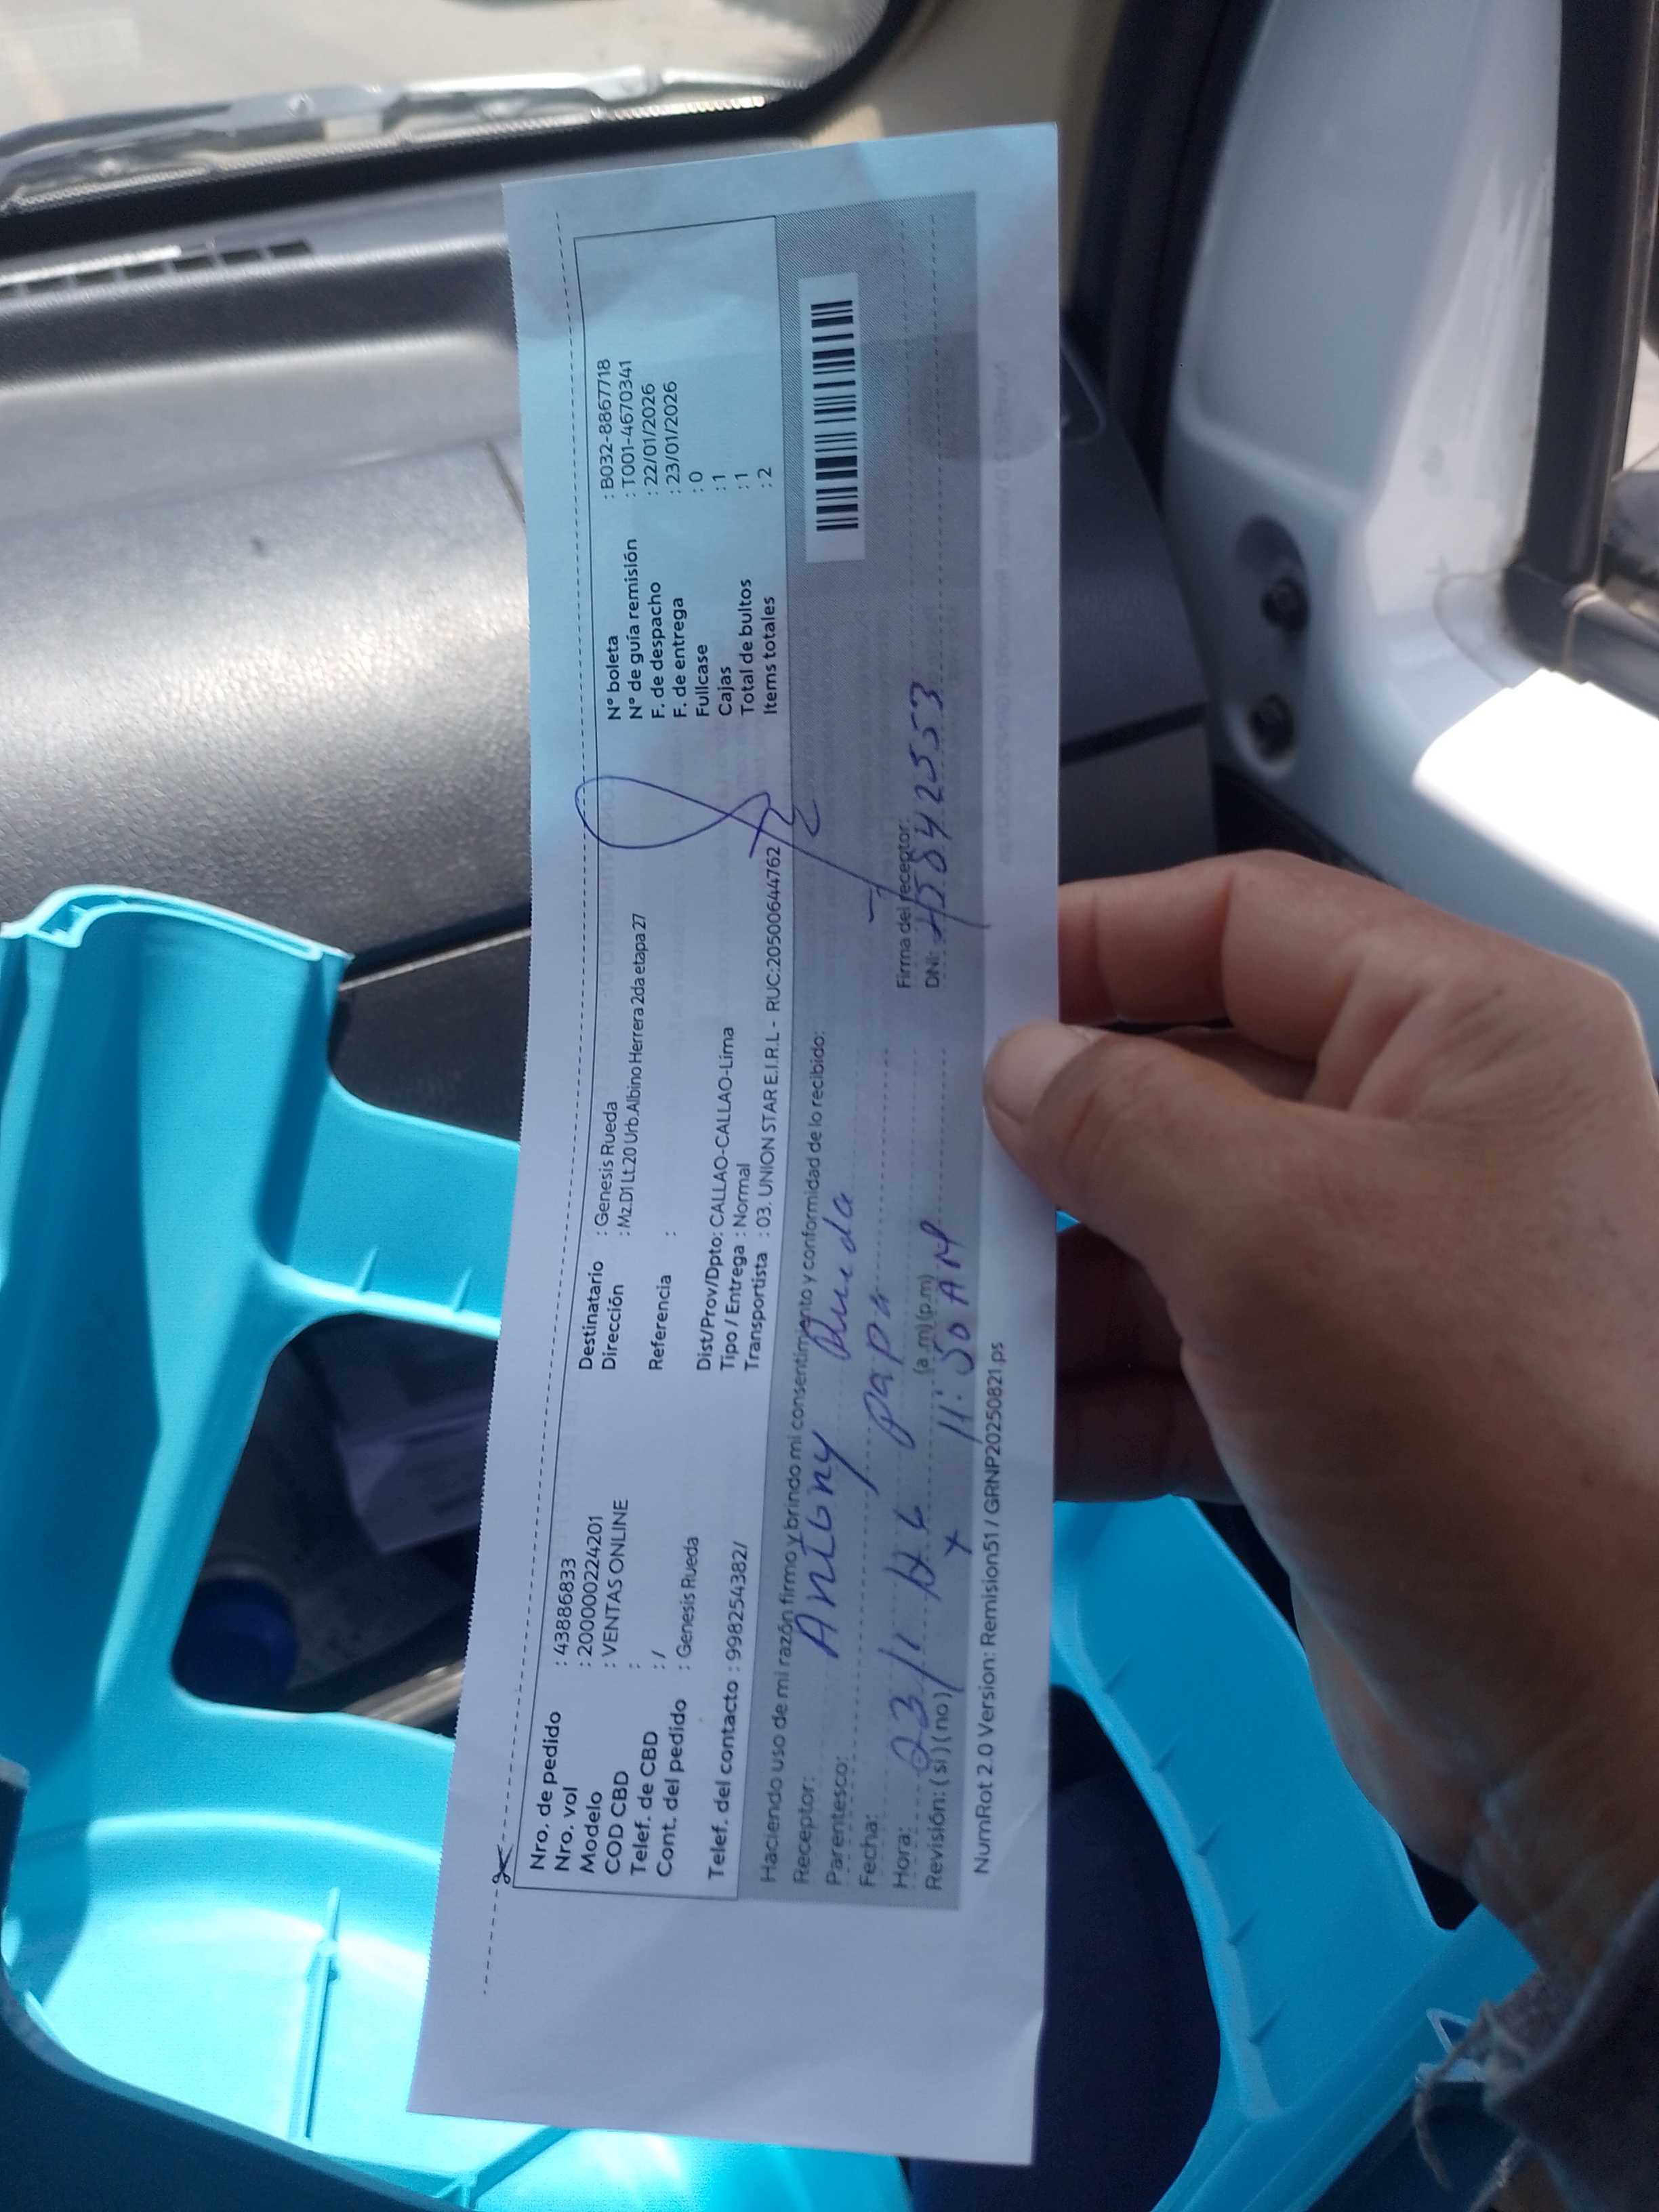 Nro. de pedido : 43886833
Nro. vol : 200000224201
Modelo : VENTAS ONLINE
COD CBD :
Telef. de CBD : /
Cont. del pedido : Genesis Rueda
Telef. del contacto : 998254382/
Destinatario : Genesis Rueda
Dirección : Mz.D1 Lt.20 Urb.Albino Herrera 2da etapa 27
Referencia :
Dist/Prov/Dpto: CALLAO-CALLAO-Lima
Tipo / Entrega : Normal
Transportista : 03. UNION STAR E.I.R.L - RUC:20500644762
N° boleta : B032-8867718
N° de guía remisión : T001-4670341
F. de despacho : 22/01/2026
F. de entrega : 23/01/2026
Fullcase : 0
Cajas : 1
Total de bultos : 1
Items totales : 2
Haciendo uso de mi razón firmo y brindo mi consentimiento y conformidad de lo recibido:
Receptor: Antony Rueda
Parentesco: papa
Fecha: 23/1
Hora: (a.m) (p.m) 11:50 AM
Revisión: (si) (no) x
Firma del receptor:
DNI: 45842553
NumRot 2.0 Version: Remision51 / GRNP20250821.ps